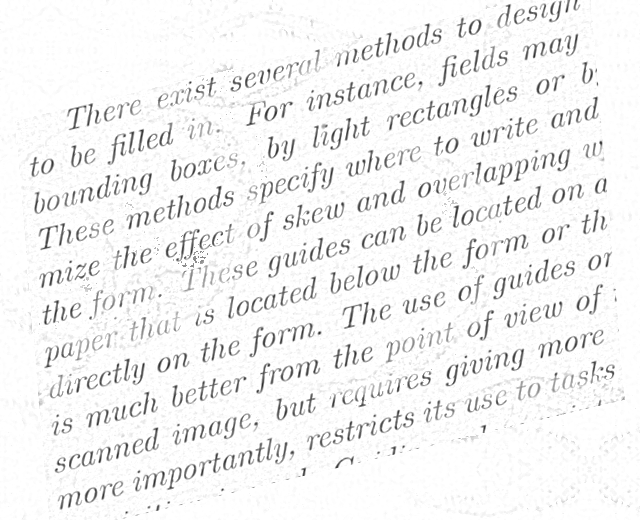 There exist several methods to design
to be filled in. For instance, fields may
bounding boxes, by light rectangles or
These methods specify where to write and
mize the effect of skew and overlapping
the form. These guides can be located on a
paper that is located below the form or
directly on the form. The use of guides or
is much better from the point of view of
scanned image, but requires giving more
more importantly, restricts its use to tasks